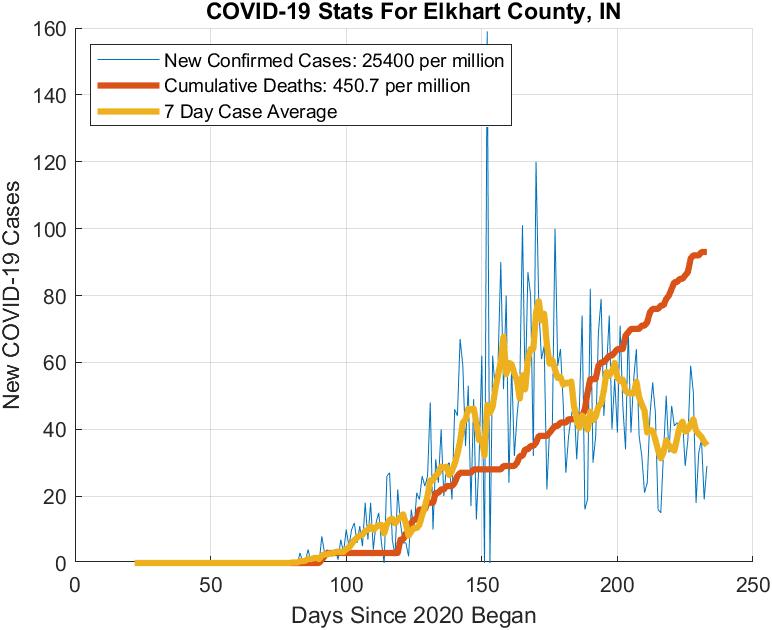 COVID-19 Stats For Elkhart County, IN
160
140
120
100
80
60
40
20
0
New COVID-19 Cases
New Confirmed Cases: 25400 per million
Cumulative Deaths: 450.7 per million
7 Day Case Average
0 50 100 150 200 250
Days Since 2020 Began